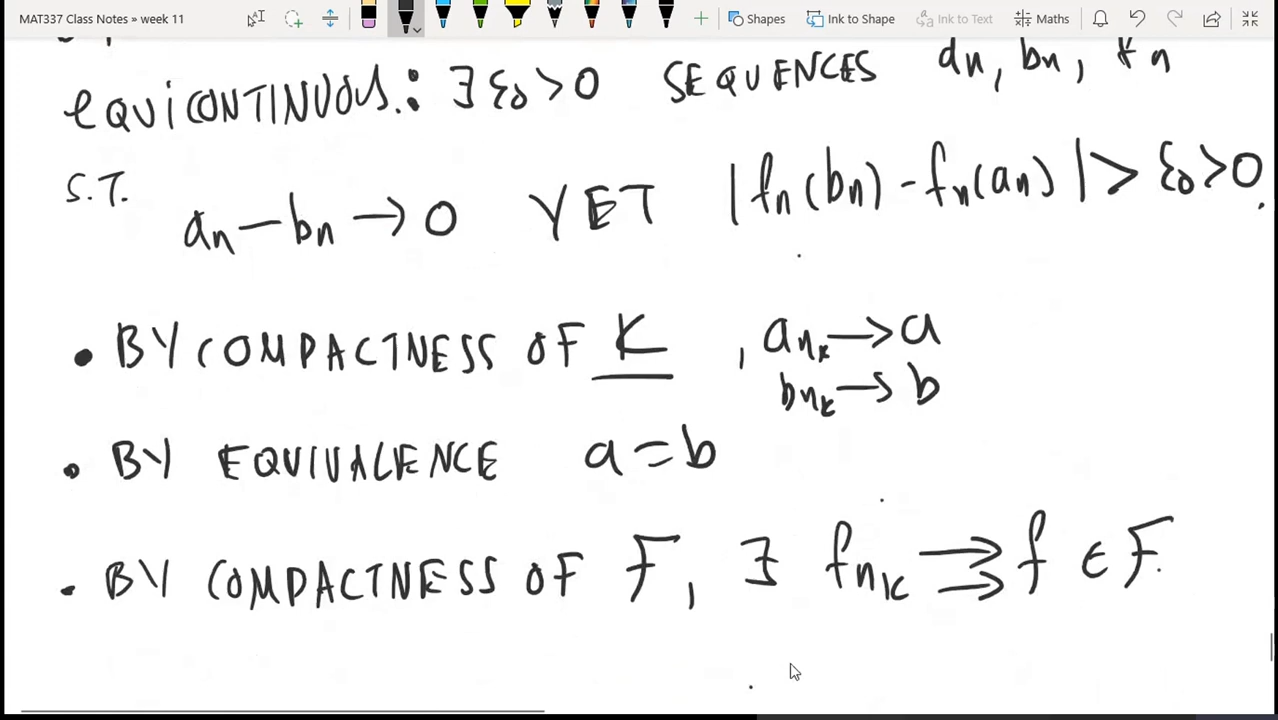 MAT337 Class Notes » week 11
Shapes Ink to Shape Ink to Text Maths
EQUICONTINUOUS: ∃ ε₀ > 0 SEQUENCES an, bn, fn
S.T.
an − bn → 0 YET |fn(bn) − fn(an)| > ε₀ > 0.
• BY COMPACTNESS OF K, ank → a
bnk → b
• BY EQUIVALENCE a = b
• BY COMPACTNESS OF F, ∃ fnk ⇉ f ∈ F.